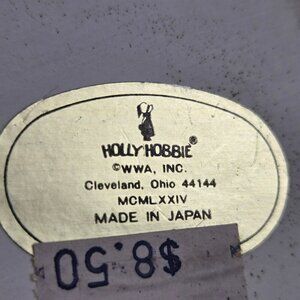 HOLLY HOBBIE®
©WWA, INC.
Cleveland, Ohio 44144
MCMLXXIV
MADE IN JAPAN
$8.50